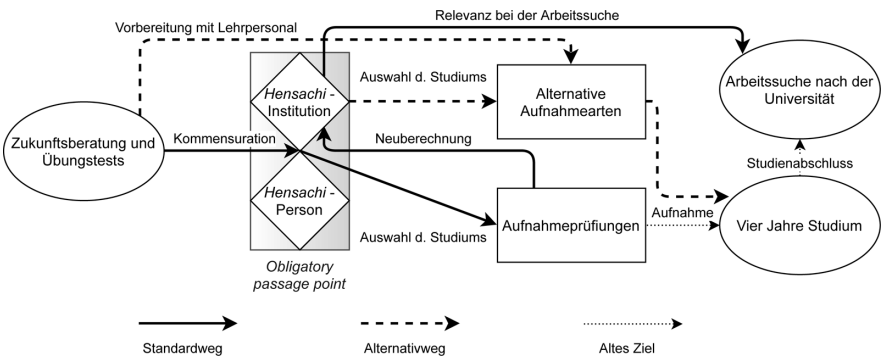 Relevanz bei der Arbeitssuche
Vorbereitung mit Lehrpersonal
Hensachi -
Institution
Auswahl d. Studiums
Alternative
Aufnahmearten
Arbeitssuche nach der
Universität
Zukunftsberatung und
Übungstests
Kommensuration
Neuberechnung
Studienabschluss
Hensachi -
Person
Auswahl d. Studiums
Aufnahmeprüfiungen
Aufnahme
Vier Jahre Studium
Obligatory
passage point
Standardweg
Alternativweg
Altes Ziel